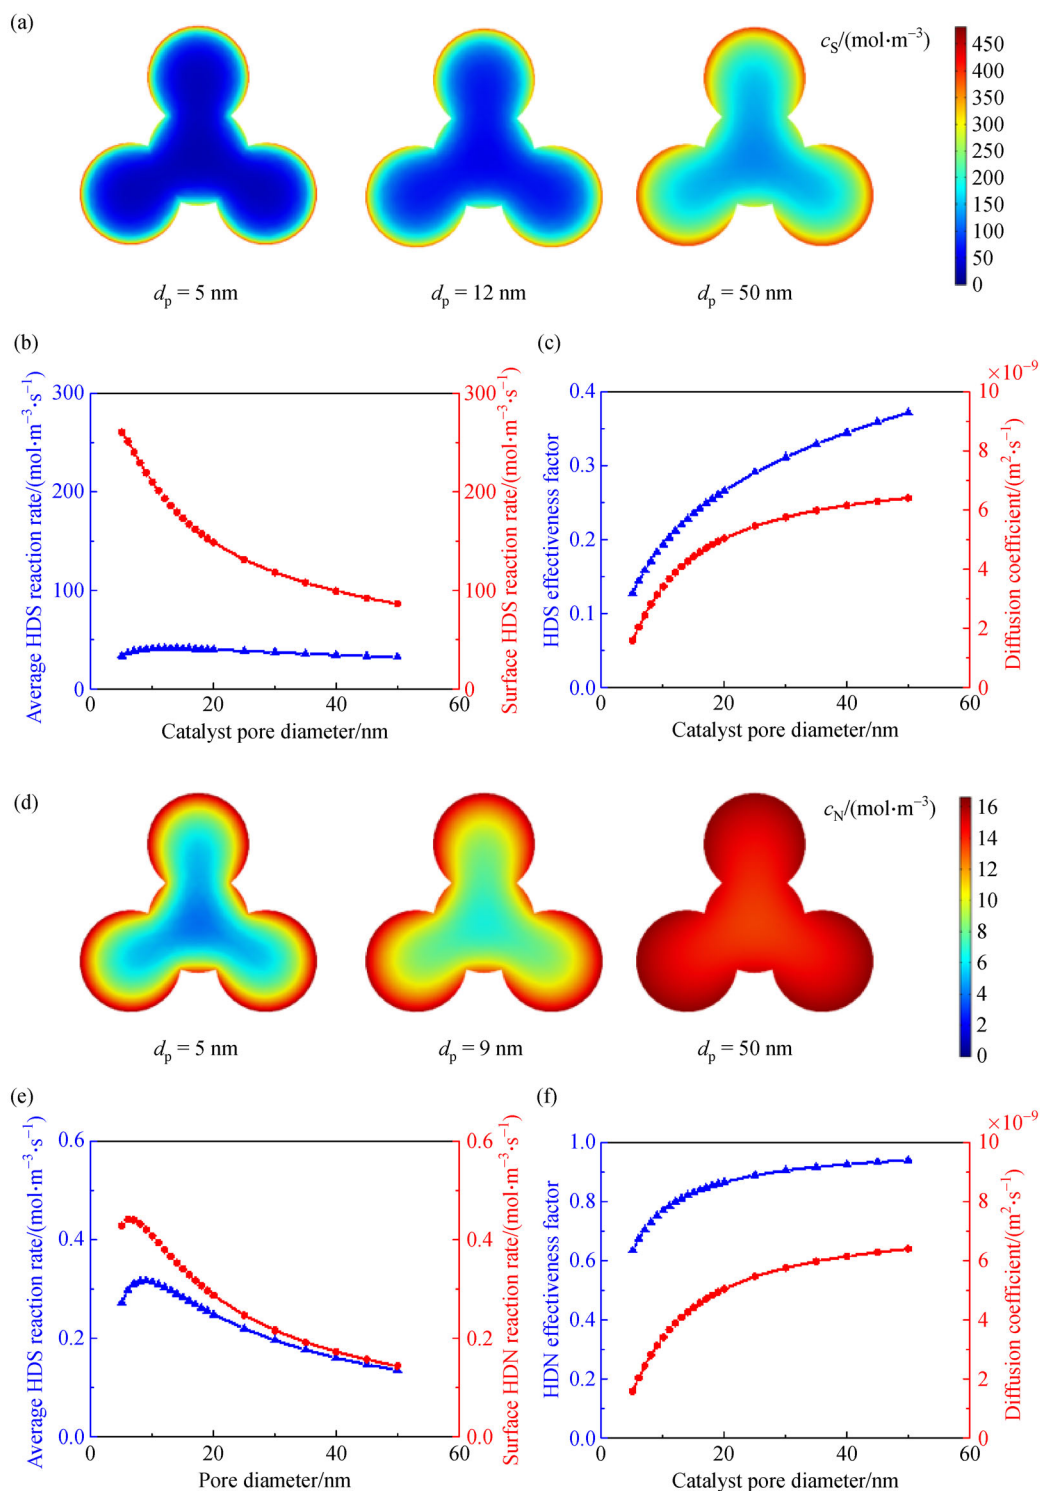 (a)
c_S/(mol·m⁻³)
450
400
350
300
250
200
150
100
50
0
d_p = 5 nm
d_p = 12 nm
d_p = 50 nm
(b)
Average HDS reaction rate/(mol·m⁻³·s⁻¹)
300
200
100
0
0 20 40 60
Catalyst pore diameter/nm
300
200
100
0
Surface HDS reaction rate/(mol·m⁻³·s⁻¹)
(c)
HDS effectiveness factor
0.4
0.3
0.2
0.1
0.0
0 20 40 60
Catalyst pore diameter/nm
×10⁻⁹
10
8
6
4
2
0
Diffusion coefficient/(m²·s⁻¹)
(d)
c_N/(mol·m⁻³)
16
14
12
10
8
6
4
2
0
d_p = 5 nm
d_p = 9 nm
d_p = 50 nm
(e)
Average HDS reaction rate/(mol·m⁻³·s⁻¹)
0.6
0.4
0.2
0.0
0 20 40 60
Pore diameter/nm
0.6
0.4
0.2
0.0
Surface HDN reaction rate/(mol·m⁻³·s⁻¹)
(f)
HDN effectiveness factor
1.0
0.8
0.6
0.4
0.2
0.0
0 20 40 60
Catalyst pore diameter/nm
×10⁻⁹
10
8
6
4
2
0
Diffusion coefficient/(m²·s⁻¹)